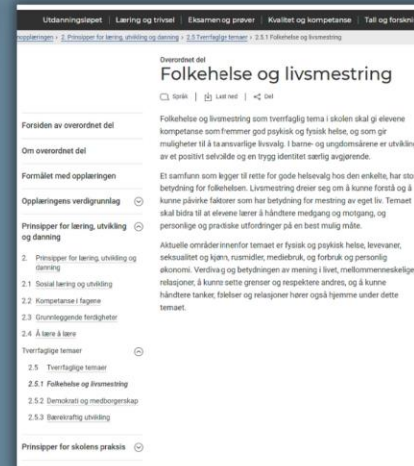 Utdanningsløpet | Læring og trivsel | Eksamen og prøver | Kvalitet og kompetanse | Tall og forskni
nopplæringen › 2. Prinsipper for læring, utvikling og danning › 2.5 Tverrfaglige temaer › 2.5.1 Folkehelse og livsmestring
Overordnet del
Folkehelse og livsmestring
Språk | Last ned | Del
Folkehelse og livsmestring som tverrfaglig tema i skolen skal gi elevene
kompetanse som fremmer god psykisk og fysisk helse, og som gir
muligheter til å ta ansvarlige livsvalg. I barne- og ungdomsårene er utviklin
av et positivt selvbilde og en trygg identitet særlig avgjørende.
Et samfunn som legger til rette for gode helsevalg hos den enkelte, har sto
betydning for folkehelsen. Livsmestring dreier seg om å kunne forstå og å
kunne påvirke faktorer som har betydning for mestring av eget liv. Temaet
skal bidra til at elevene lærer å håndtere medgang og motgang, og
personlige og praktiske utfordringer på en best mulig måte.
Aktuelle områder innenfor temaet er fysisk og psykisk helse, levevaner,
seksualitet og kjønn, rusmidler, mediebruk, og forbruk og personlig
økonomi. Verdivalg og betydningen av mening i livet, mellommenneskelige
relasjoner, å kunne sette grenser og respektere andres, og å kunne
håndtere tanker, følelser og relasjoner hører også hjemme under dette
temaet.
Forsiden av overordnet del
Om overordnet del
Formålet med opplæringen
Opplæringens verdigrunnlag
Prinsipper for læring, utvikling
og danning
2. Prinsipper for læring, utvikling og
danning
2.1 Sosial læring og utvikling
2.2 Kompetanse i fagene
2.3 Grunnleggende ferdigheter
2.4 Å lære å lære
Tverrfaglige temaer
2.5 Tverrfaglige temaer
2.5.1 Folkehelse og livsmestring
2.5.2 Demokrati og medborgerskap
2.5.3 Bærekraftig utvikling
Prinsipper for skolens praksis